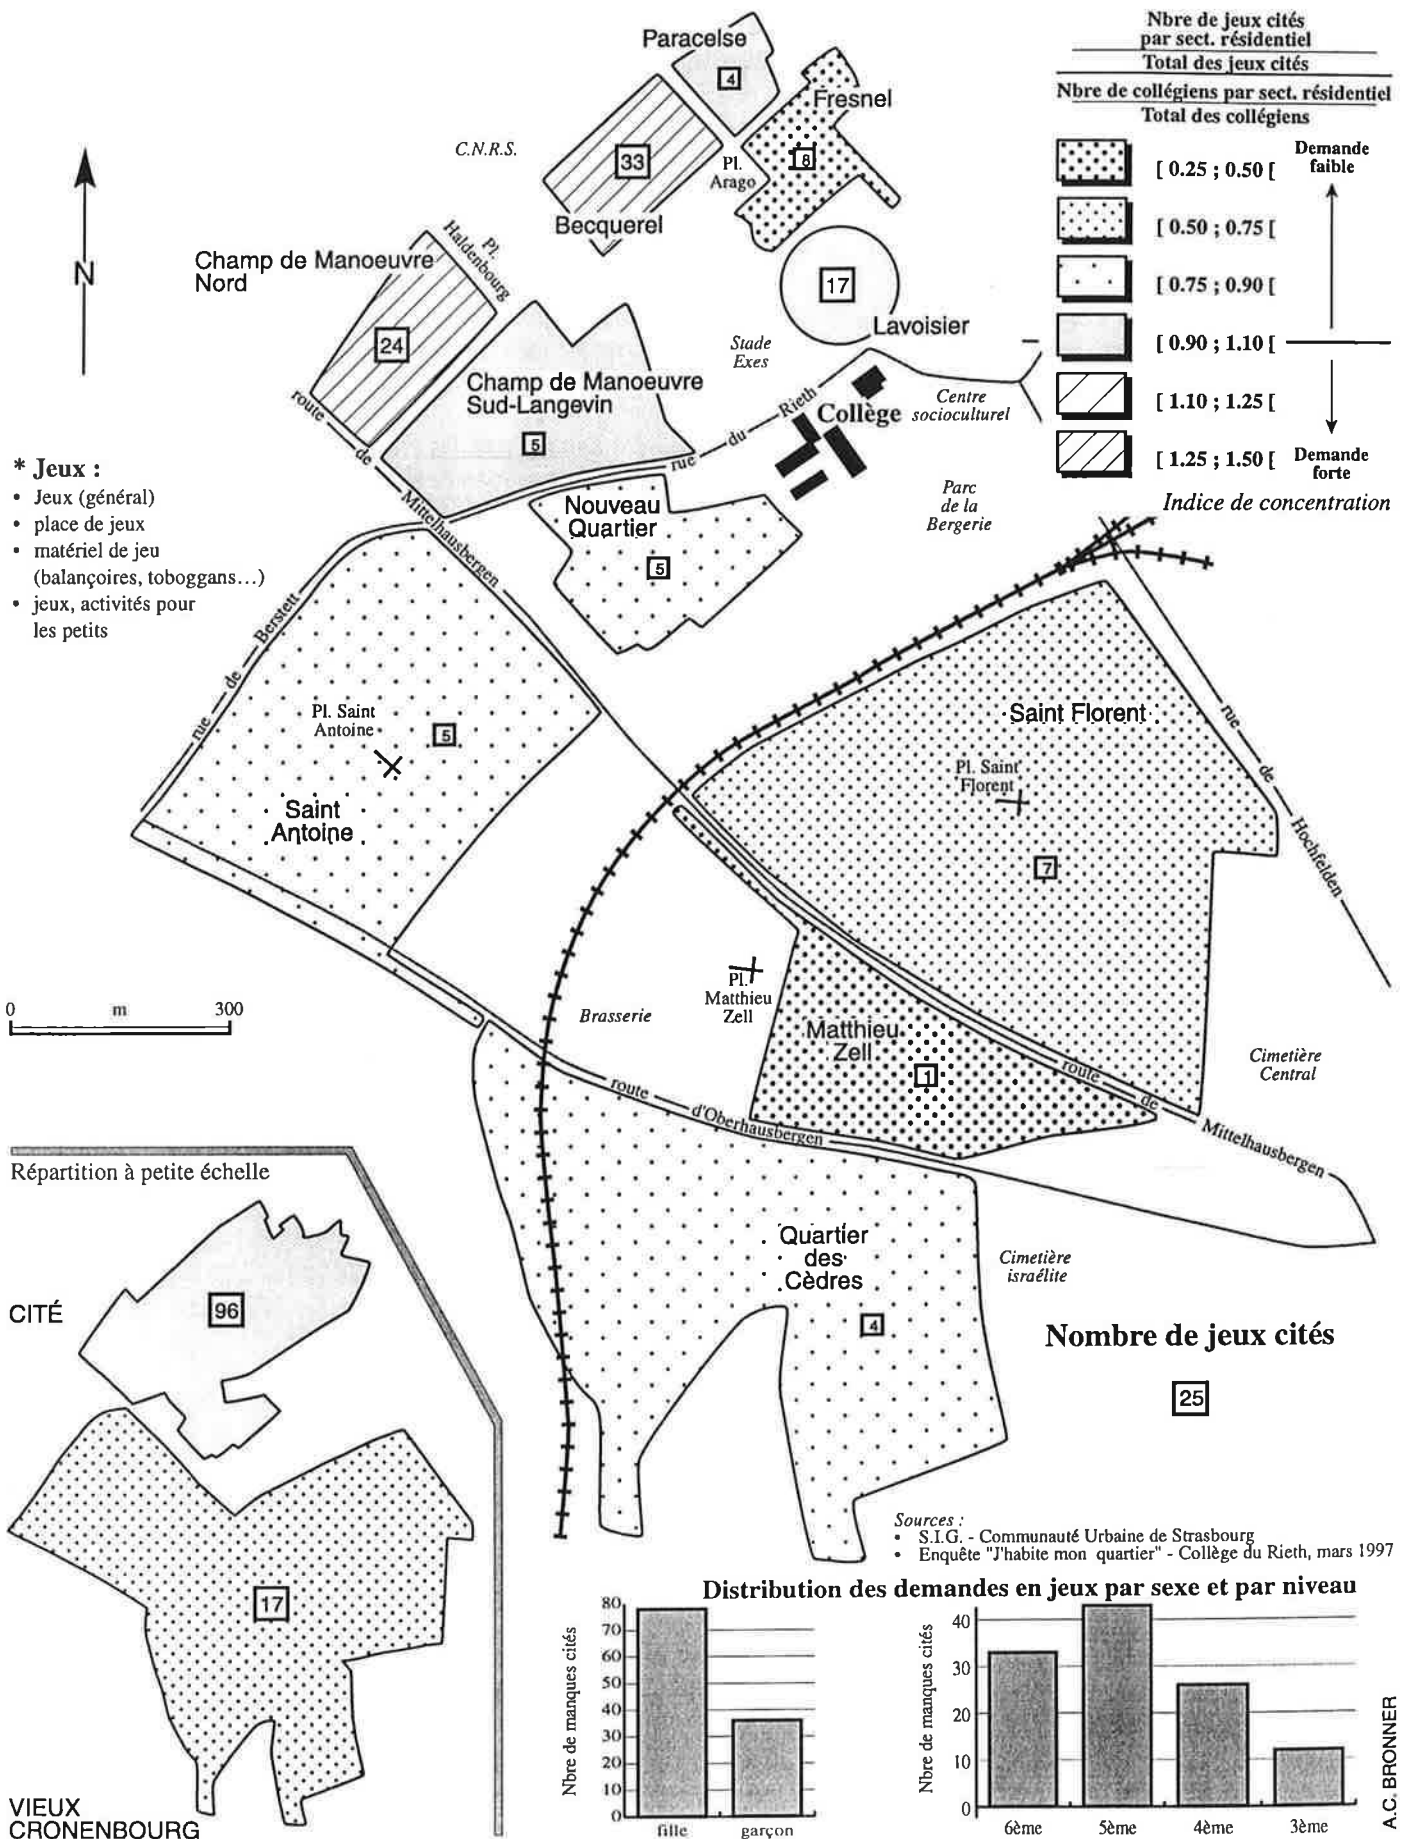 Nbre de jeux cités
par sect. résidentiel
Total des jeux cités
Nbre de collégiens par sect. résidentiel
Total des collégiens
[ 0.25 ; 0.50 [
Demande
faible
[ 0.50 ; 0.75 [
[ 0.75 ; 0.90 [
[ 0.90 ; 1.10 [
[ 1.10 ; 1.25 [
[ 1.25 ; 1.50 [
Demande
forte
Indice de concentration
Paracelse
4
Fresnel
8
C.N.R.S.
33
Pl.
Arago
Becquerel
N
Pl.
Haldenbourg
Champ de Manoeuvre
Nord
24
17
Lavoisier
Stade
Exes
Champ de Manoeuvre
Sud-Langevin
5
route de Mittelhausbergen
rue du Rieth
Collège
Centre
socioculturel
Parc
de la
Bergerie
* Jeux :
• Jeux (général)
• place de jeux
• matériel de jeu
(balançoires, toboggans...)
• jeux, activités pour
les petits
Nouveau
Quartier
5
rue de Berstett
Pl. Saint
Antoine
5
Saint
Antoine
Saint Florent
Pl. Saint
Florent
7
rue de Hochfelden
0 m 300
Brasserie
Pl.
Matthieu
Zell
Matthieu
Zell
1
Cimetière
Central
route de Mittelhausbergen
route d'Oberhausbergen
Quartier
des
Cèdres
4
Cimetière
israélite
Répartition à petite échelle
CITÉ
96
17
VIEUX
CRONENBOURG
Nombre de jeux cités
25
Sources :
• S.I.G. - Communauté Urbaine de Strasbourg
• Enquête "J'habite mon quartier" - Collège du Rieth, mars 1997
Distribution des demandes en jeux par sexe et par niveau
Nbre de manques cités
80
70
60
50
40
30
20
10
0
fille garçon
Nbre de manques cités
40
30
20
10
0
6ème 5ème 4ème 3ème
A.C. BRONNER